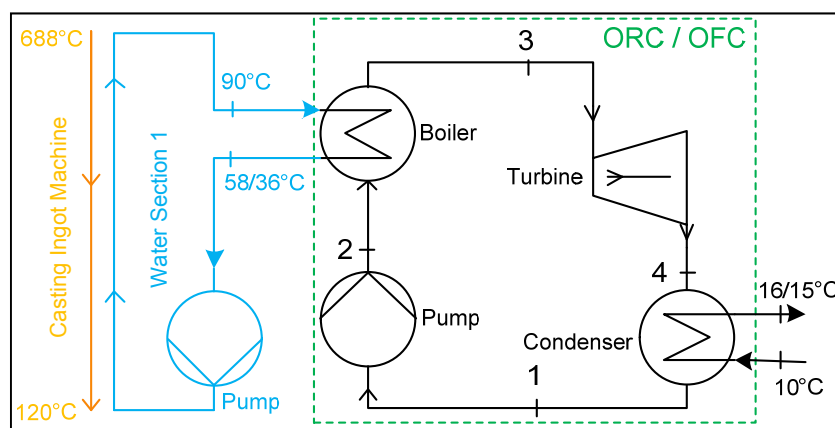 688°C
3
ORC / OFC
90°C
Boiler
Casting Ingot Machine
Water Section 1
Turbine
58/36°C
2
4
16/15°C
Pump
Condenser
1
10°C
120°C
Pump